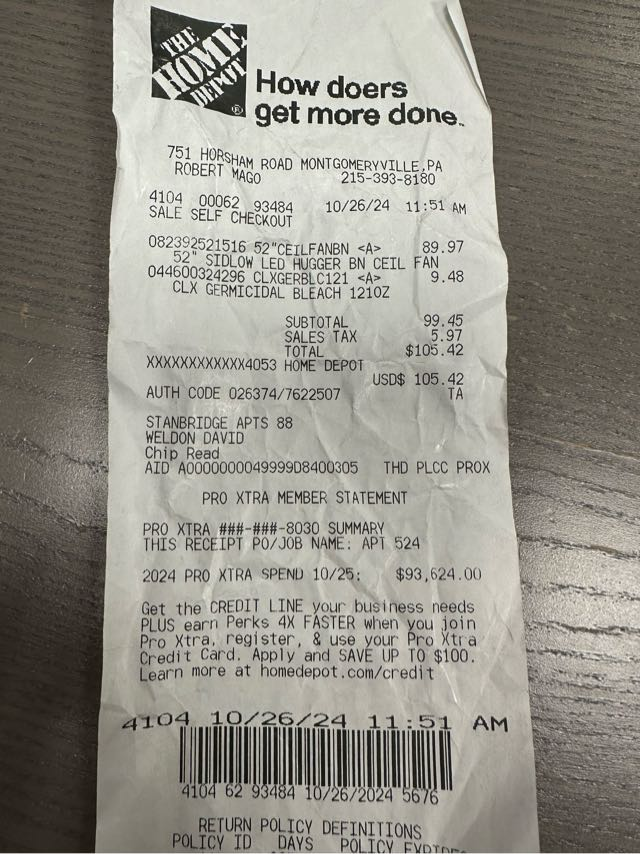 THE
HOME
DEPOT
®
How doers
get more done™
751 HORSHAM ROAD MONTGOMERYVILLE,PA
ROBERT MAGO 215-393-8180
4104 00062 93484 10/26/24 11:51 AM
SALE SELF CHECKOUT
082392521516 52"CEILFANBN <A> 89.97
52" SIDLOW LED HUGGER BN CEIL FAN
044600324296 CLXGERBLC121 <A> 9.48
CLX GERMICIDAL BLEACH 121OZ
SUBTOTAL 99.45
SALES TAX 5.97
TOTAL $105.42
XXXXXXXXXXXX4053 HOME DEPOT
USD$ 105.42
AUTH CODE 026374/7622507 TA
STANBRIDGE APTS 88
WELDON DAVID
Chip Read
AID A0000000049999D8400305 THD PLCC PROX
PRO XTRA MEMBER STATEMENT
PRO XTRA ###-###-8030 SUMMARY
THIS RECEIPT PO/JOB NAME: APT 524
2024 PRO XTRA SPEND 10/25: $93,624.00
Get the CREDIT LINE your business needs
PLUS earn Perks 4X FASTER when you join
Pro Xtra, register, & use your Pro Xtra
Credit Card. Apply and SAVE UP TO $100.
Learn more at homedepot.com/credit
4104 10/26/24 11:51 AM
4104 62 93484 10/26/2024 5676
RETURN POLICY DEFINITIONS
POLICY ID DAYS POLICY EXPIRES